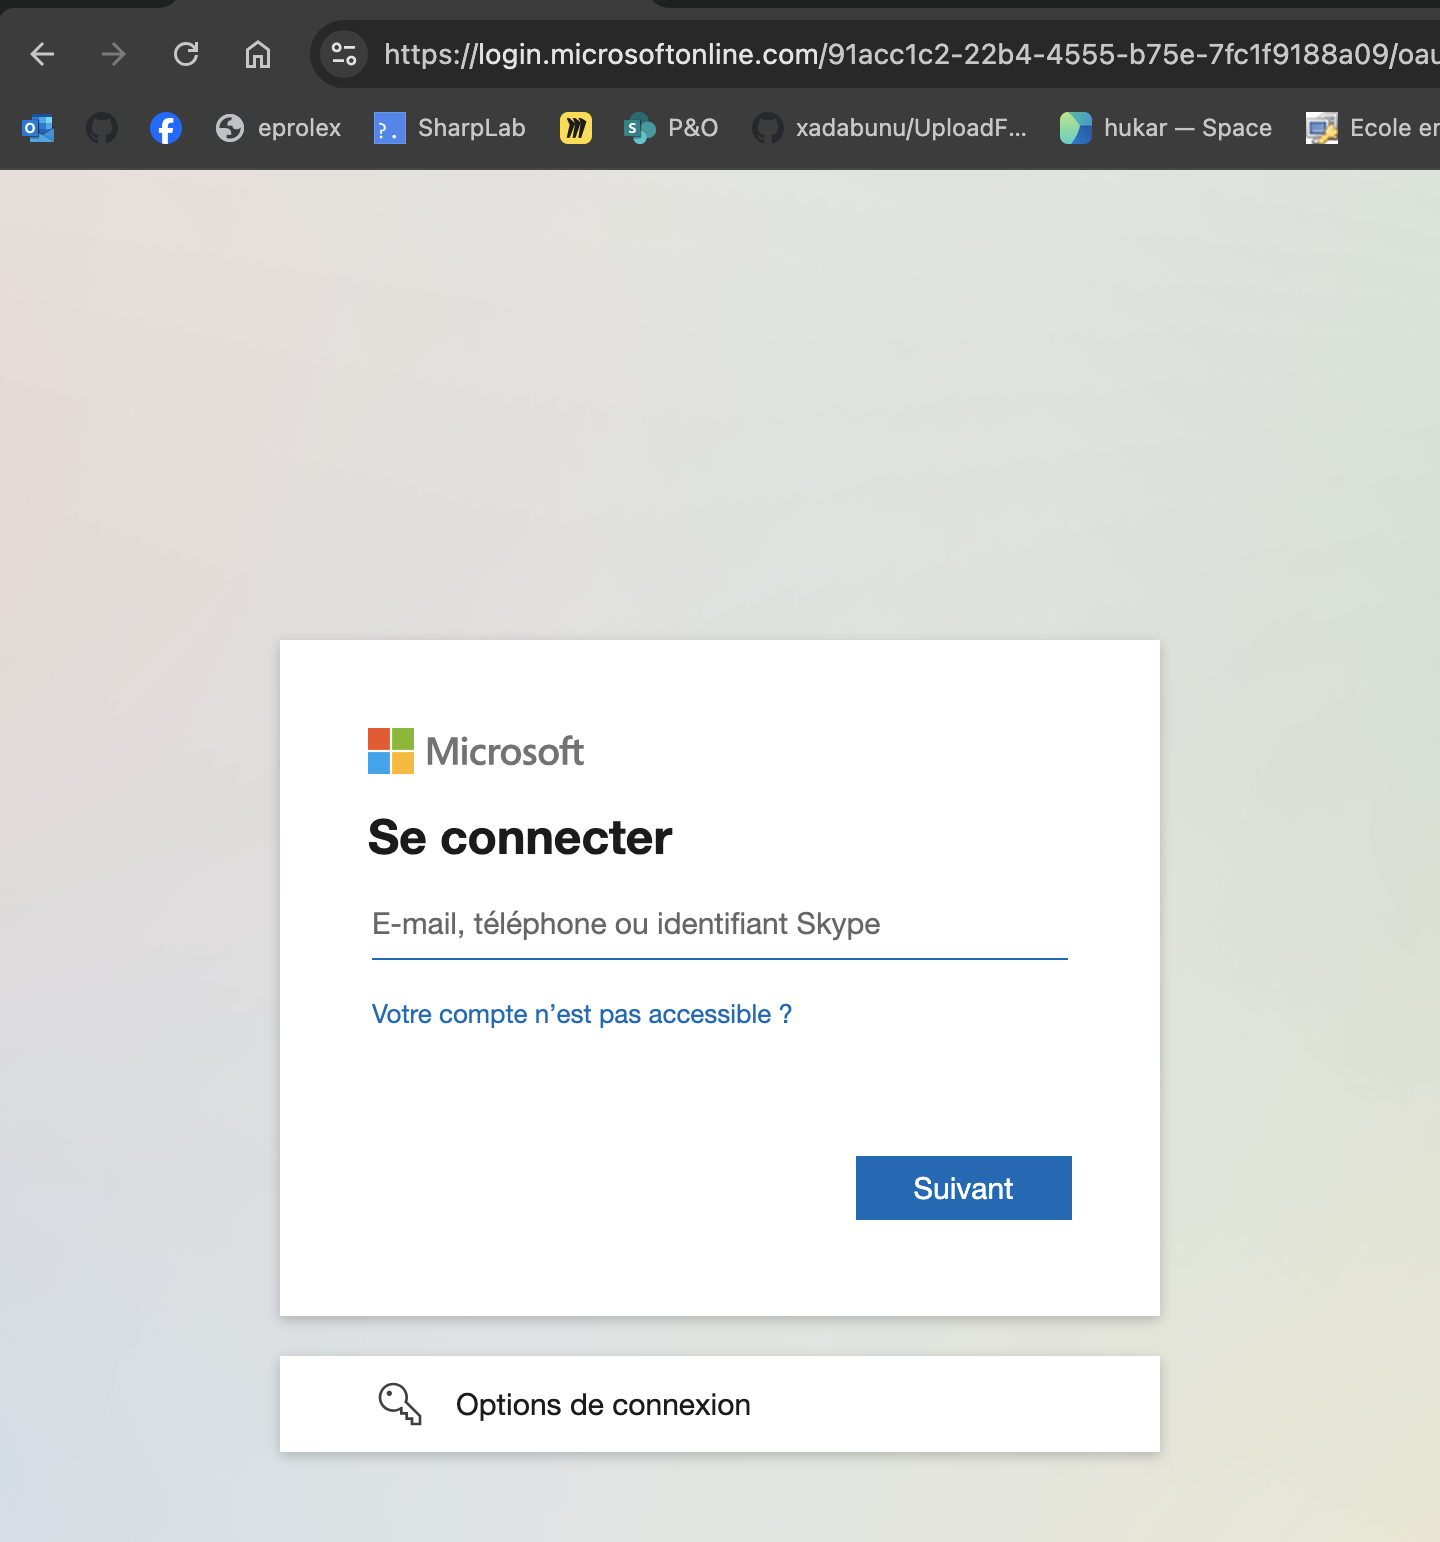 https://login.microsoftonline.com/91acc1c2-22b4-4555-b75e-7fc1f9188a09/oau
eprolex SharpLab P&O xadabunu/UploadF... hukar — Space Ecole er
Microsoft
Se connecter
E-mail, téléphone ou identifiant Skype
Votre compte n’est pas accessible ?
Suivant
Options de connexion